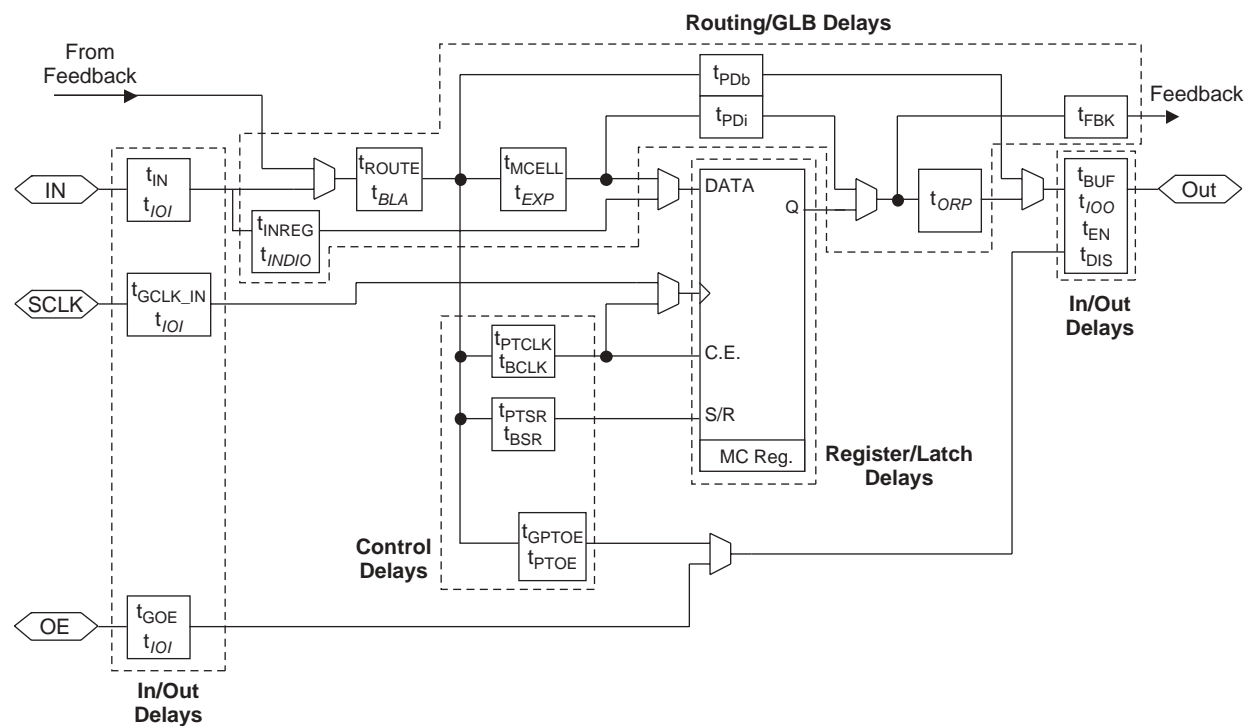 Routing/GLB Delays
From
Feedback
tPDb
tPDi
tFBK
Feedback
IN
tIN
tIOI
tROUTE
tBLA
tMCELL
tEXP
tINREG
tINDIO
DATA
Q
tORP
tBUF
tIOO
tEN
tDIS
Out
In/Out
Delays
SCLK
tGCLK_IN
tIOI
tPTCLK
tBCLK
C.E.
tPTSR
tBSR
S/R
MC Reg.
Register/Latch
Delays
Control
Delays
tGPTOE
tPTOE
OE
tGOE
tIOI
In/Out
Delays